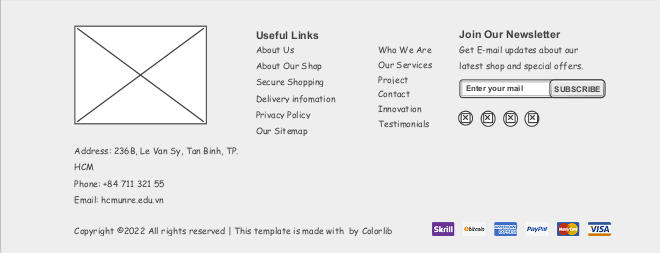 Useful Links
About Us
About Our Shop
Secure Shopping
Delivery infomation
Privacy Policy
Our Sitemap
Who We Are
Our Services
Project
Contact
Innovation
Testimonials
Join Our Newsletter
Get E-mail updates about our
latest shop and special offers.
Enter your mail
SUBSCRIBE
Address: 236B, Le Van Sy, Tan Binh, TP.
HCM
Phone: +84 711 321 55
Email: hcmunre.edu.vn
Copyright ©2022 All rights reserved | This template is made with by Colorlib
Skrill
bitcoin
AMERICAN
EXPRESS
PayPal
MasterCard
VISA